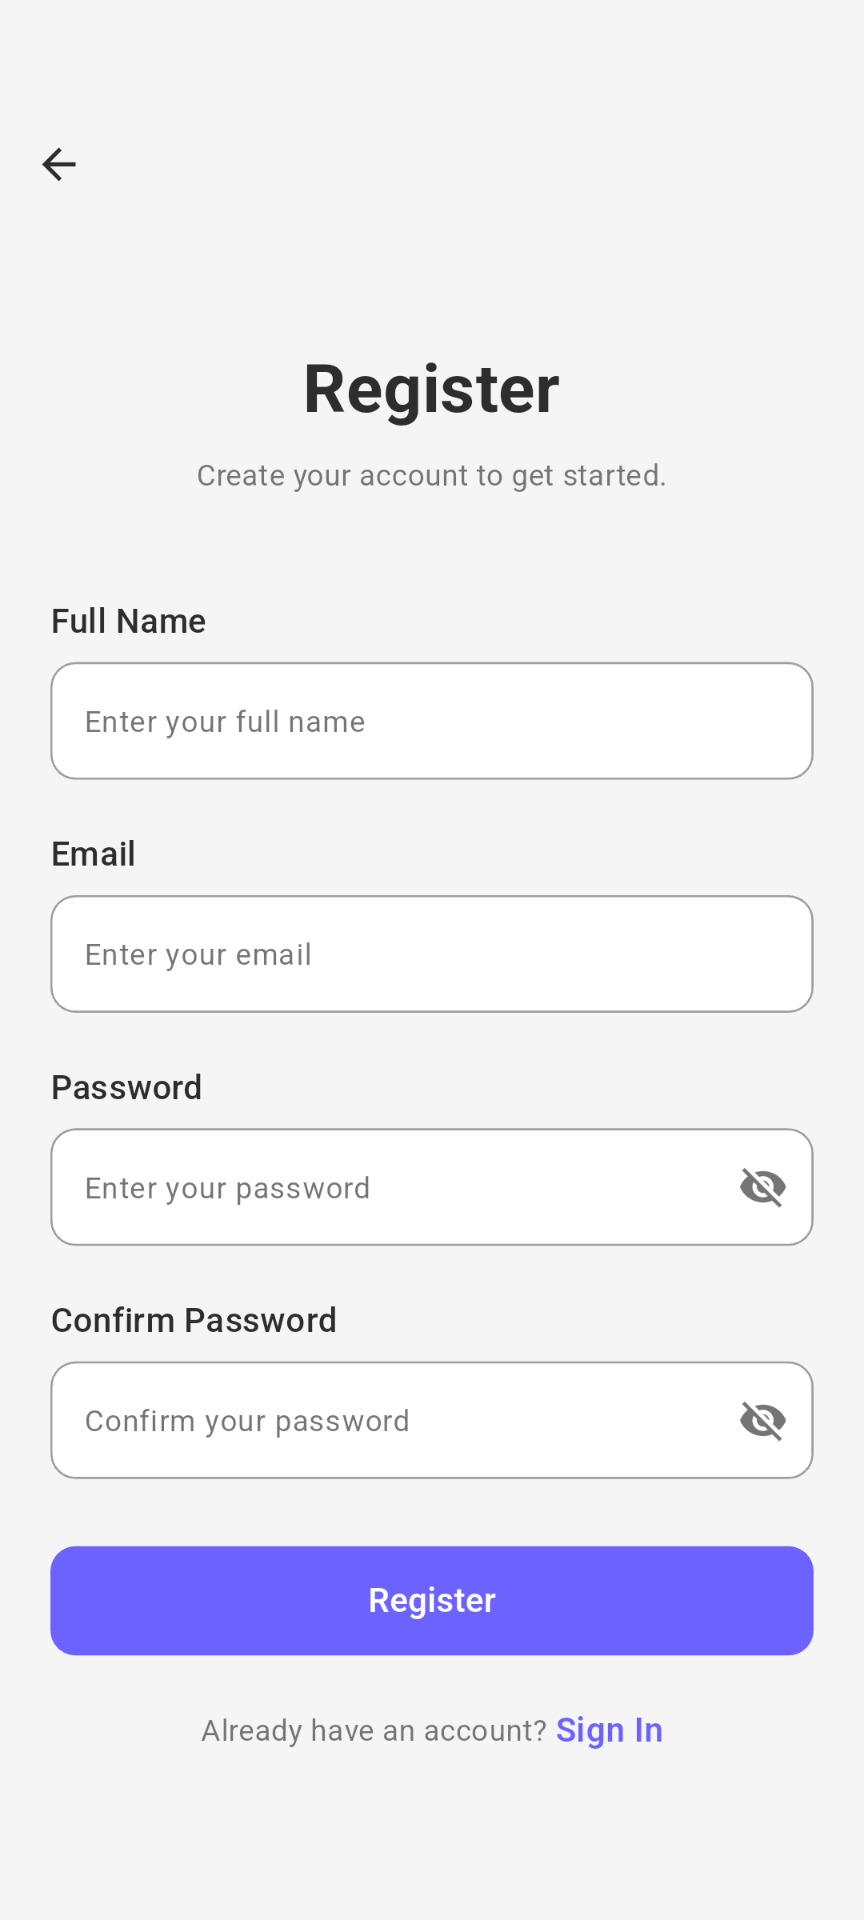 Register
Create your account to get started.
Full Name
Enter your full name
Email
Enter your email
Password
Enter your password
Confirm Password
Confirm your password
Register
Already have an account? Sign In